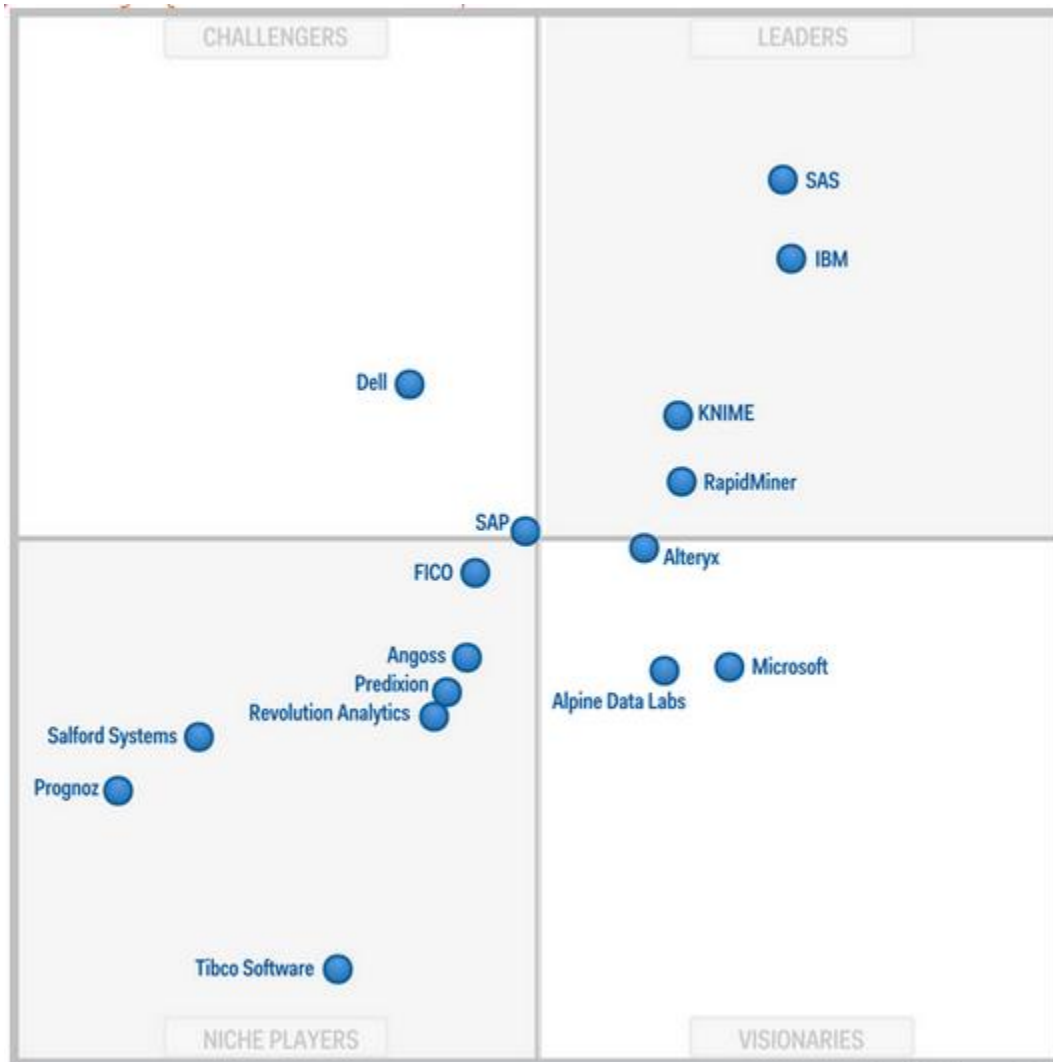 CHALLENGERS
LEADERS
SAS
IBM
Dell
KNIME
RapidMiner
SAP
Alteryx
FICO
Angoss
Microsoft
Predixion
Alpine Data Labs
Revolution Analytics
Salford Systems
Prognoz
Tibco Software
NICHE PLAYERS
VISIONARIES